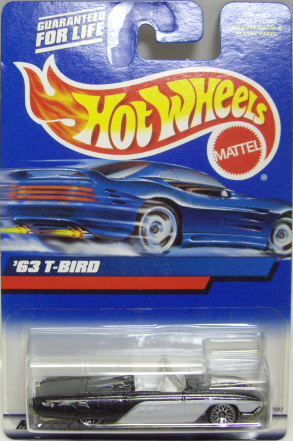 GUARANTEED
FOR LIFE
HOT WHEELS
MATTEL
®
'63 T-BIRD